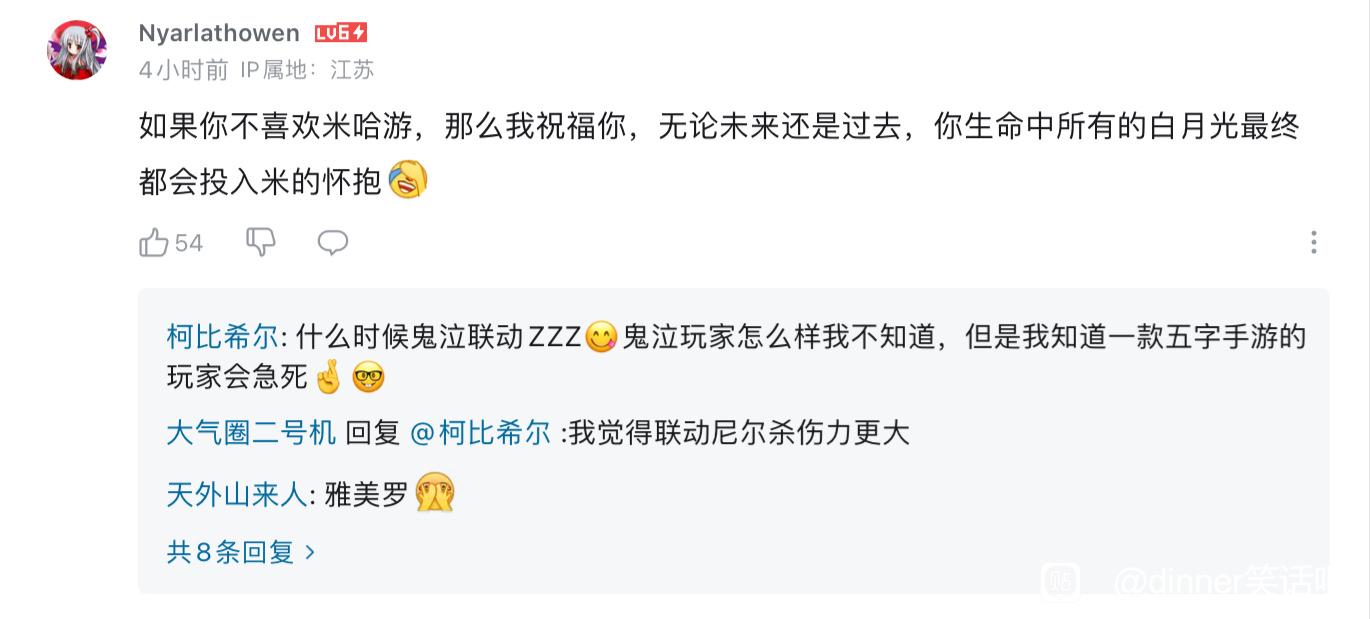 Nyarlathowen LV6
4小时前 IP属地：江苏
如果你不喜欢米哈游，那么我祝福你，无论未来还是过去，你生命中所有的白月光最终
都会投入米的怀抱
54
柯比希尔: 什么时候鬼泣联动ZZZ鬼泣玩家怎么样我不知道，但是我知道一款五字手游的
玩家会急死
大气圈二号机 回复 @柯比希尔 :我觉得联动尼尔杀伤力更大
天外山来人: 雅美罗
共8条回复 >
贴 @dinner笑话吧